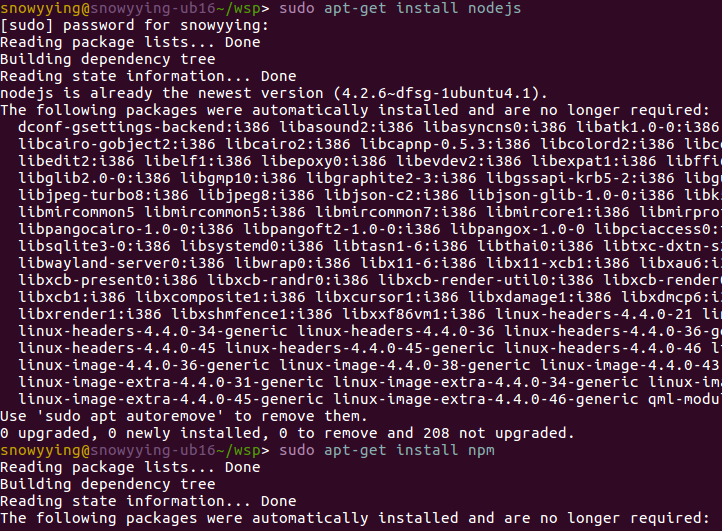 snowyying@snowyying-ub16~/wsp> sudo apt-get install nodejs
[sudo] password for snowyying:
Reading package lists... Done
Building dependency tree
Reading state information... Done
nodejs is already the newest version (4.2.6~dfsg-1ubuntu4.1).
The following packages were automatically installed and are no longer required:
  dconf-gsettings-backend:i386 libasound2:i386 libasyncns0:i386 libatk1.0-0:i386
  libcairo-gobject2:i386 libcairo2:i386 libcapnp-0.5.3:i386 libcolord2:i386
  libedit2:i386 libelf1:i386 libepoxy0:i386 libevdev2:i386 libexpat1:i386 libffi
  libglib2.0-0:i386 libgmp10:i386 libgraphite2-3:i386 libgssapi-krb5-2:i386
  libjpeg-turbo8:i386 libjpeg8:i386 libjson-c2:i386 libjson-glib-1.0-0:i386 libk
  libmircommon5 libmircommon5:i386 libmircommon7:i386 libmircore1:i386 libmirpro
  libpangocairo-1.0-0:i386 libpangoft2-1.0-0:i386 libpangox-1.0-0 libpciaccess0:
  libsqlite3-0:i386 libsystemd0:i386 libtasn1-6:i386 libthai0:i386 libtxc-dxtn-s
  libwayland-server0:i386 libwrap0:i386 libx11-6:i386 libx11-xcb1:i386 libxau6:i
  libxcb-present0:i386 libxcb-randr0:i386 libxcb-render-util0:i386 libxcb-render
  libxcb1:i386 libxcomposite1:i386 libxcursor1:i386 libxdamage1:i386 libxdmcp6:i
  libxrender1:i386 libxshmfence1:i386 libxxf86vm1:i386 linux-headers-4.4.0-21
  linux-headers-4.4.0-34-generic linux-headers-4.4.0-36 linux-headers-4.4.0-36-g
  linux-headers-4.4.0-45 linux-headers-4.4.0-45-generic linux-headers-4.4.0-46
  linux-image-4.4.0-36-generic linux-image-4.4.0-38-generic linux-image-4.4.0-43
  linux-image-extra-4.4.0-31-generic linux-image-extra-4.4.0-34-generic
  linux-image-extra-4.4.0-45-generic linux-image-extra-4.4.0-46-generic qml-modu
Use 'sudo apt autoremove' to remove them.
0 upgraded, 0 newly installed, 0 to remove and 208 not upgraded.
snowyying@snowyying-ub16~/wsp> sudo apt-get install npm
Reading package lists... Done
Building dependency tree
Reading state information... Done
The following packages were automatically installed and are no longer required: